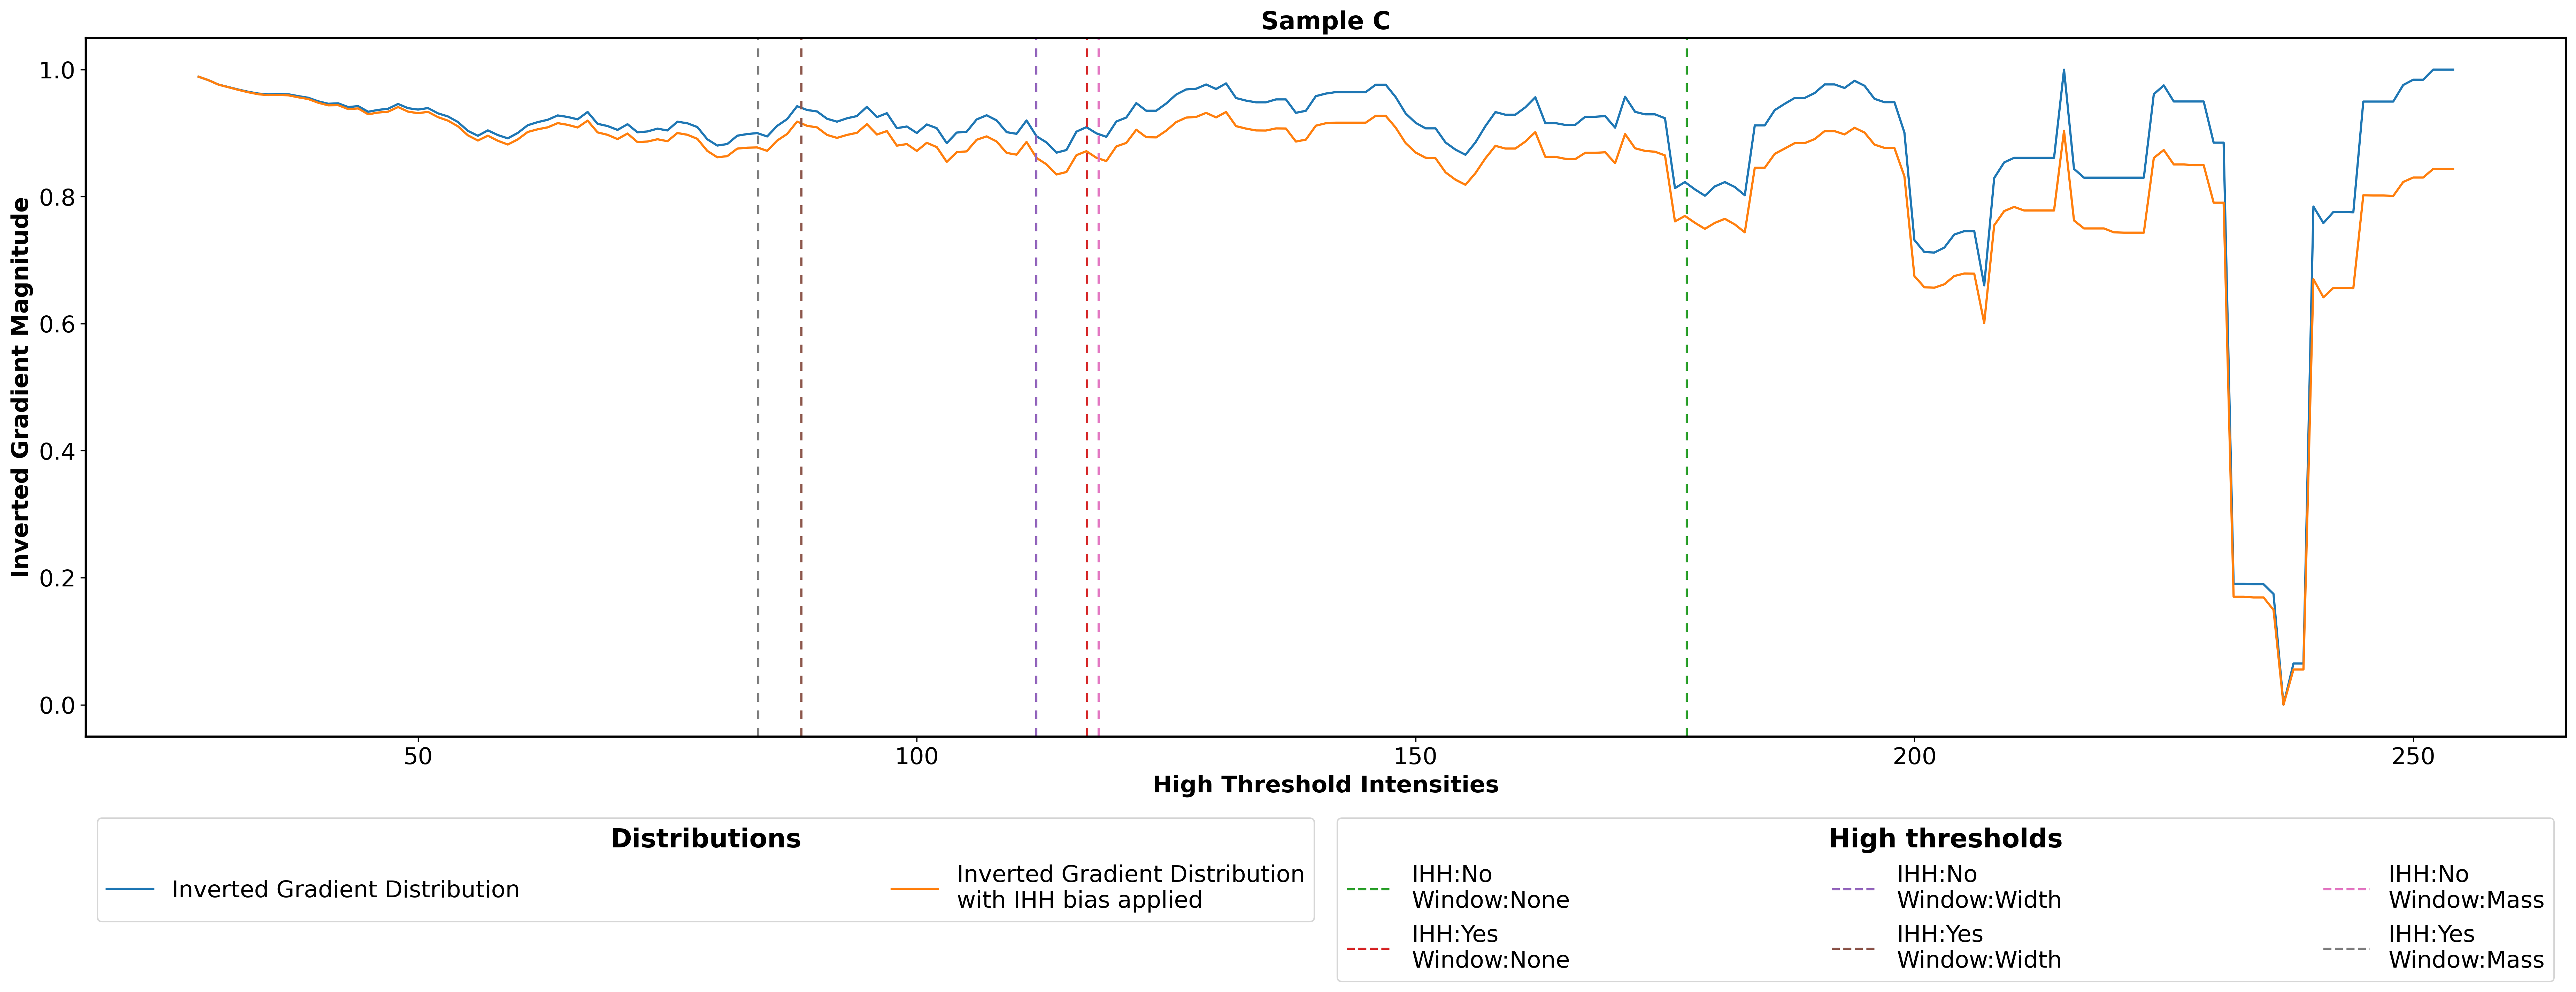 Sample C
Inverted Gradient Magnitude
1.0
0.8
0.6
0.4
0.2
0.0
50
100
150
200
250
High Threshold Intensities
Distributions
Inverted Gradient Distribution
Inverted Gradient Distribution
with IHH bias applied
High thresholds
IHH:No
Window:None
IHH:Yes
Window:None
IHH:No
Window:Width
IHH:Yes
Window:Width
IHH:No
Window:Mass
IHH:Yes
Window:Mass